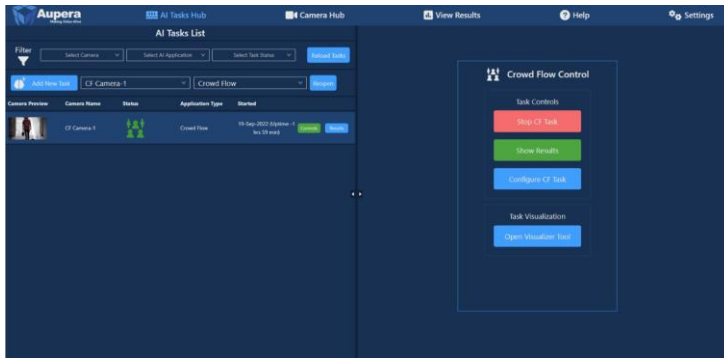 Aupera
AI Tasks Hub
Camera Hub
View Results
Help
Settings
AI Tasks List
Filter
Select Camera
Select AI Application
Select Task Status
Reload Tasks
Add New Task
CF Camera-1
Crowd Flow
Reopen
Camera Preview
Camera Name
Status
Application Type
Started
CF Camera-1
Crowd Flow
Controls
Results
Crowd Flow Control
Task Controls
Stop CF Task
Show Results
Configure CF Task
Task Visualization
Open Visualizer Tool